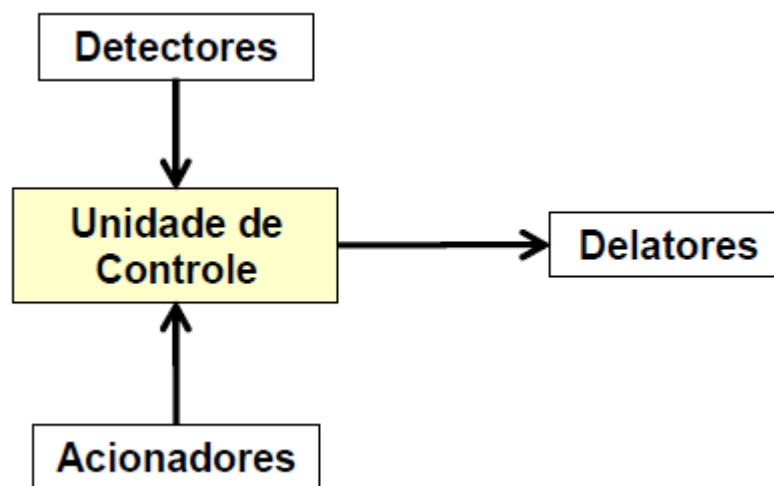 Detectores
Unidade de
Controle
Delatores
Acionadores